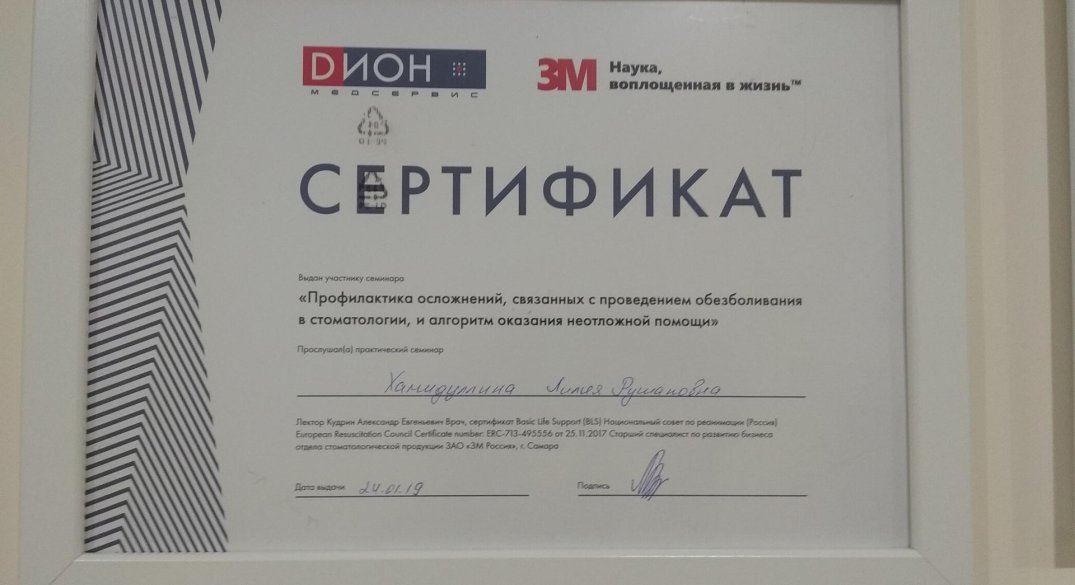 DИОН
МЕДСЕРВИС
3M Наука,
воплощенная в жизнь™
СЕРТИФИКАТ
Выдан участнику семинара
«Профилактика осложнений, связанных с проведением обезболивания
в стоматологии, и алгоритм оказания неотложной помощи»
Прослушал(а) практический семинар
Хамидуллина Лилия Рушановна
Лектор Кудрин Александр Евгеньевич Врач, сертификат Basic Life Support (BLS) Национальный совет по реанимации (Россия)
European Resuscitation Council Certificate number: ERC-713-495556 от 25.11.2017 Старший специалист по развитию бизнеса
отдела стоматологической продукции ЗАО «3М Россия», г. Самара
Дата выдачи 24.01.19
Подпись